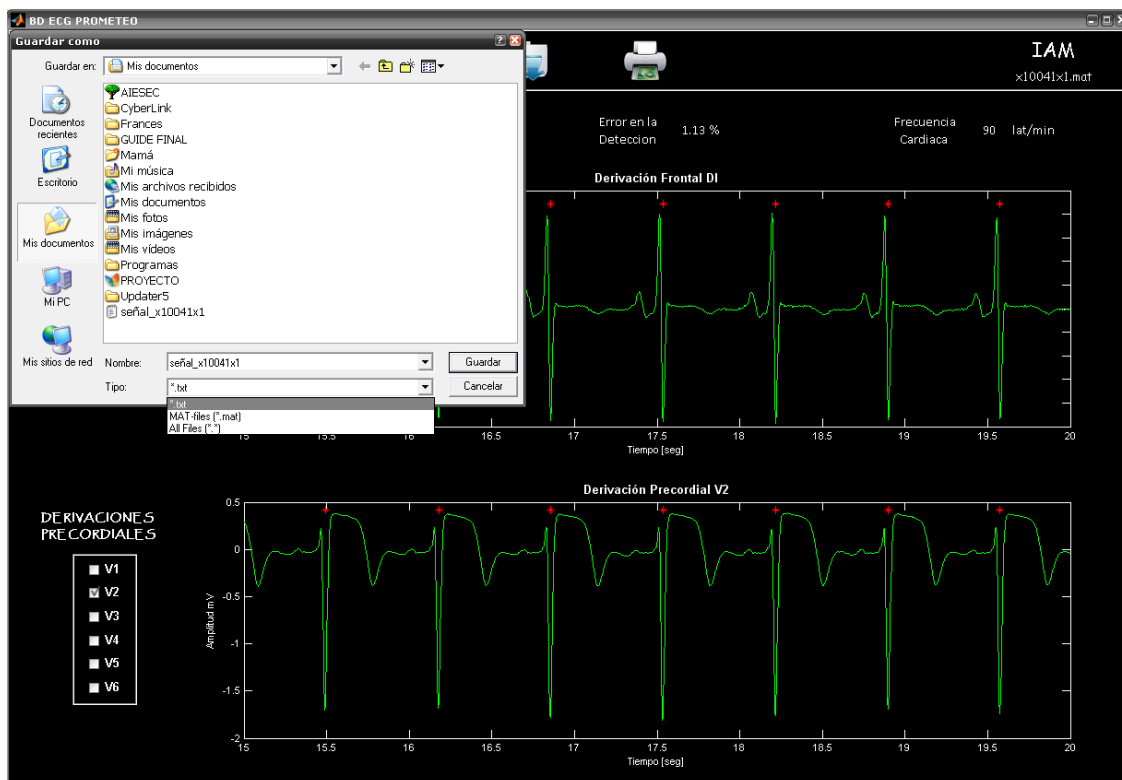 BD ECG PROMETEO
Guardar como
Guardar en:
Mis documentos
Documentos
recientes
Escritorio
Mis documentos
Mi PC
Mis sitios de red
AIESEC
CyberLink
Frances
GUIDE FINAL
Mamá
Mi música
Mis archivos recibidos
Mis documentos
Mis fotos
Mis imágenes
Mis vídeos
Programas
PROYECTO
Updater5
señal_x10041x1
Nombre:
señal_x10041x1
Guardar
Tipo:
*.txt
Cancelar
*.txt
MAT-files (*.mat)
All Files (*.*)
IAM
x10041x1.mat
Error en la
Deteccion
1.13 %
Frecuencia
Cardiaca
90 lat/min
Derivación Frontal DI
15 15.5 16 16.5 17 17.5 18 18.5 19 19.5 20
Tiempo [seg]
DERIVACIONES
PRECORDIALES
V1
V2
V3
V4
V5
V6
Derivación Precordial V2
Amplitud mV
0.5
0
-0.5
-1
-1.5
-2
15 15.5 16 16.5 17 17.5 18 18.5 19 19.5 20
Tiempo [seg]